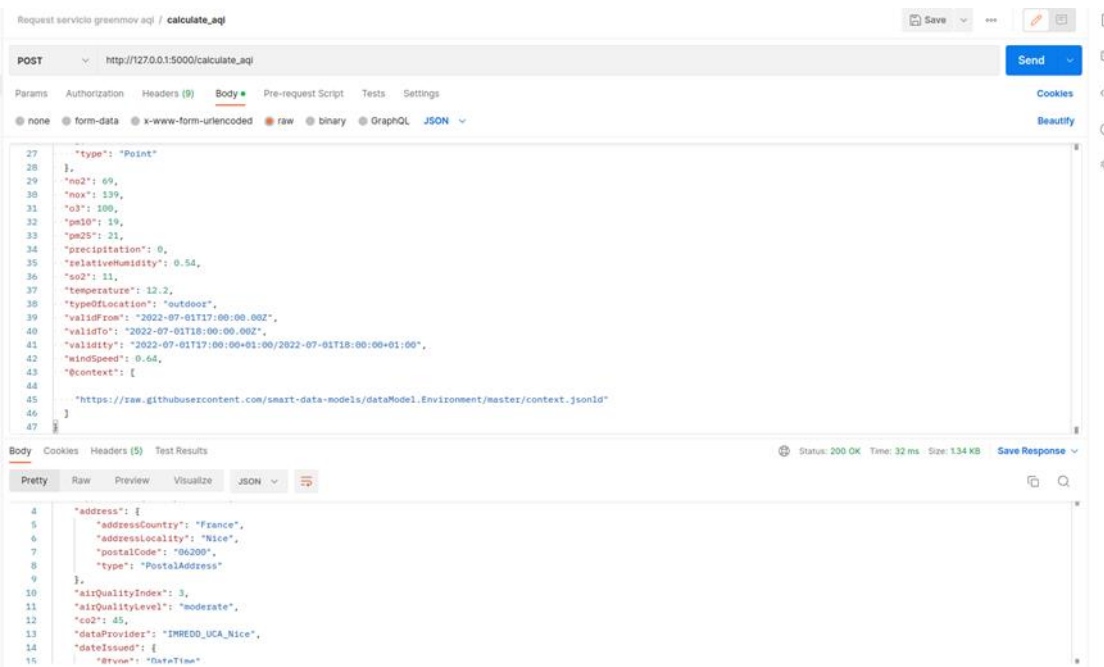 Request servicio greenmov aqi / calculate_aqi
Save
POST http://127.0.0.1:5000/calculate_aqi Send
Params Authorization Headers (9) Body Pre-request Script Tests Settings Cookies
none form-data x-www-form-urlencoded raw binary GraphQL JSON Beautify
27 "type": "Point"
28 },
29 "no2": 69,
30 "nox": 139,
31 "o3": 100,
32 "pm10": 19,
33 "pm25": 21,
34 "precipitation": 0,
35 "relativeHumidity": 0.54,
36 "so2": 11,
37 "temperature": 12.2,
38 "typeOfLocation": "outdoor",
39 "validFrom": "2022-07-01T17:00:00.00Z",
40 "validTo": "2022-07-01T18:00:00.00Z",
41 "validity": "2022-07-01T17:00:00+01:00/2022-07-01T18:00:00+01:00",
42 "windSpeed": 0.64,
43 "@context": [
44
45 "https://raw.githubusercontent.com/smart-data-models/dataModel.Environment/master/context.jsonld"
46 ]
47 }
Body Cookies Headers (5) Test Results Status: 200 OK Time: 32 ms Size: 1.34 KB Save Response
Pretty Raw Preview Visualize JSON
4 "address": {
5 "addressCountry": "France",
6 "addressLocality": "Nice",
7 "postalCode": "06200",
8 "type": "PostalAddress"
9 },
10 "airQualityIndex": 3,
11 "airQualityLevel": "moderate",
12 "co2": 45,
13 "dataProvider": "IMREDD_UCA_Nice",
14 "dateIssued": {
15 "@type": "DateTime"